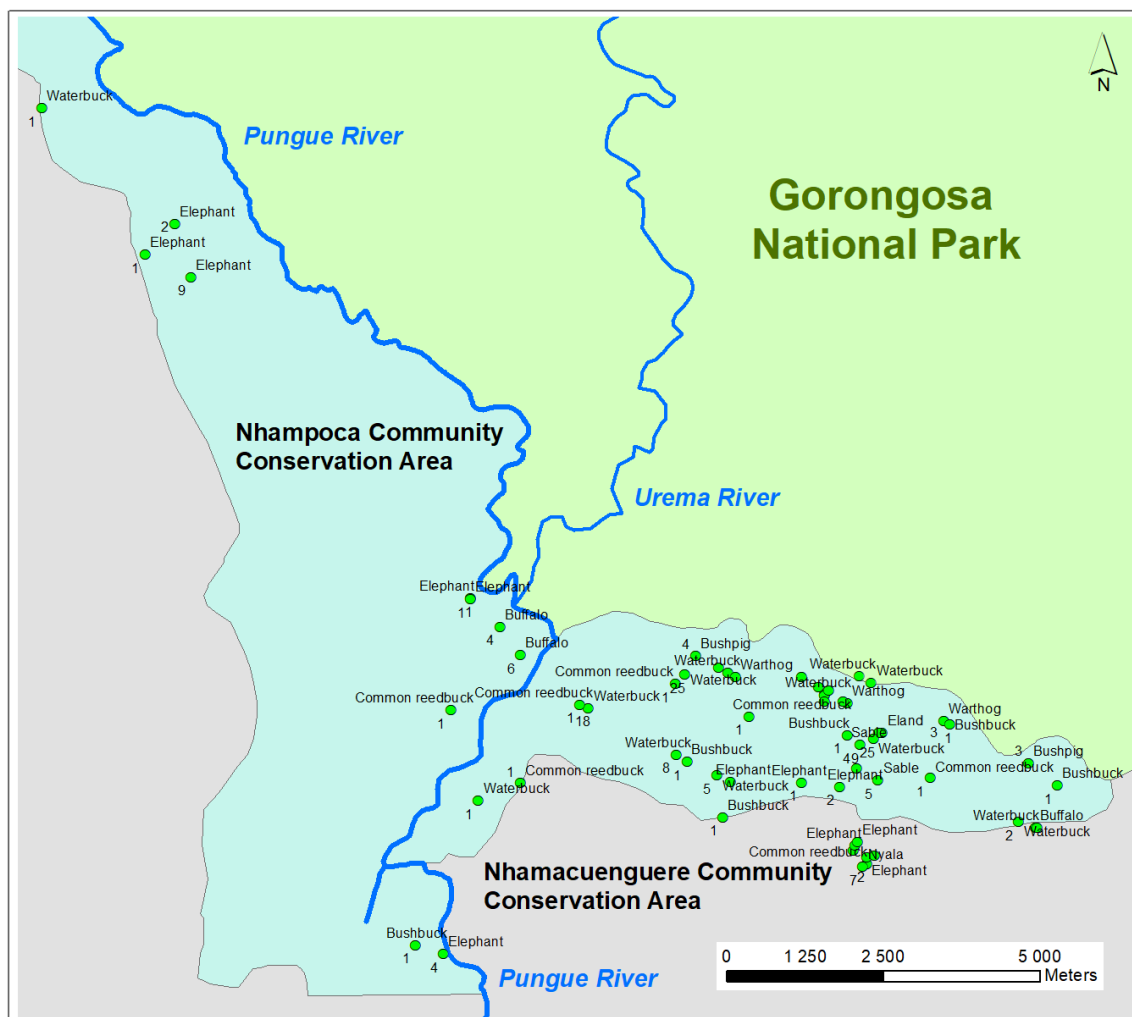 N
Waterbuck
1
Pungue River
Gorongosa
National Park
Elephant
2
Elephant
1
Elephant
9
Nhampoca Community
Conservation Area
Urema River
Elephant Elephant
11
Buffalo
4
Buffalo
6
4
Bushpig
Waterbuck
Warthog
Waterbuck
Waterbuck
Common reedbuck
Waterbuck
Waterbuck
1
25
Warthog
Common reedbuck
Common reedbuck
Waterbuck
Common reedbuck
1
1
18
Bushbuck
Sable
Eland
Warthog
3
Bushbuck
1
1
49
25
Waterbuck
Waterbuck
Bushbuck
8
1
3
Bushpig
Elephant
Elephant
Elephant
Sable
Common reedbuck
Bushbuck
5
Waterbuck
1
2
5
1
1
1
Common reedbuck
Waterbuck
1
Bushbuck
1
Waterbuck
Buffalo
2
Waterbuck
Elephant
Elephant
Common reedbuck
Nyala
7
2
Elephant
Nhamacuenguere Community
Conservation Area
Bushbuck
1
Elephant
4
Pungue River
0 1 250 2 500 5 000
Meters